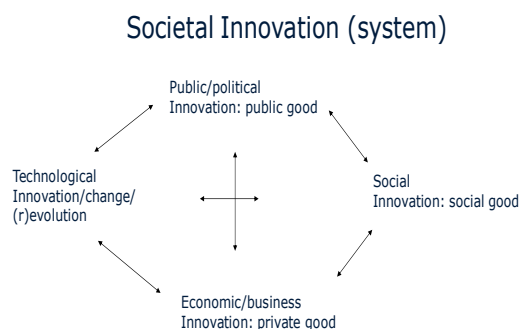 Societal Innovation (system)
Public/political
Innovation: public good
Technological
Innovation/change/
(r)evolution
Social
Innovation: social good
Economic/business
Innovation: private good